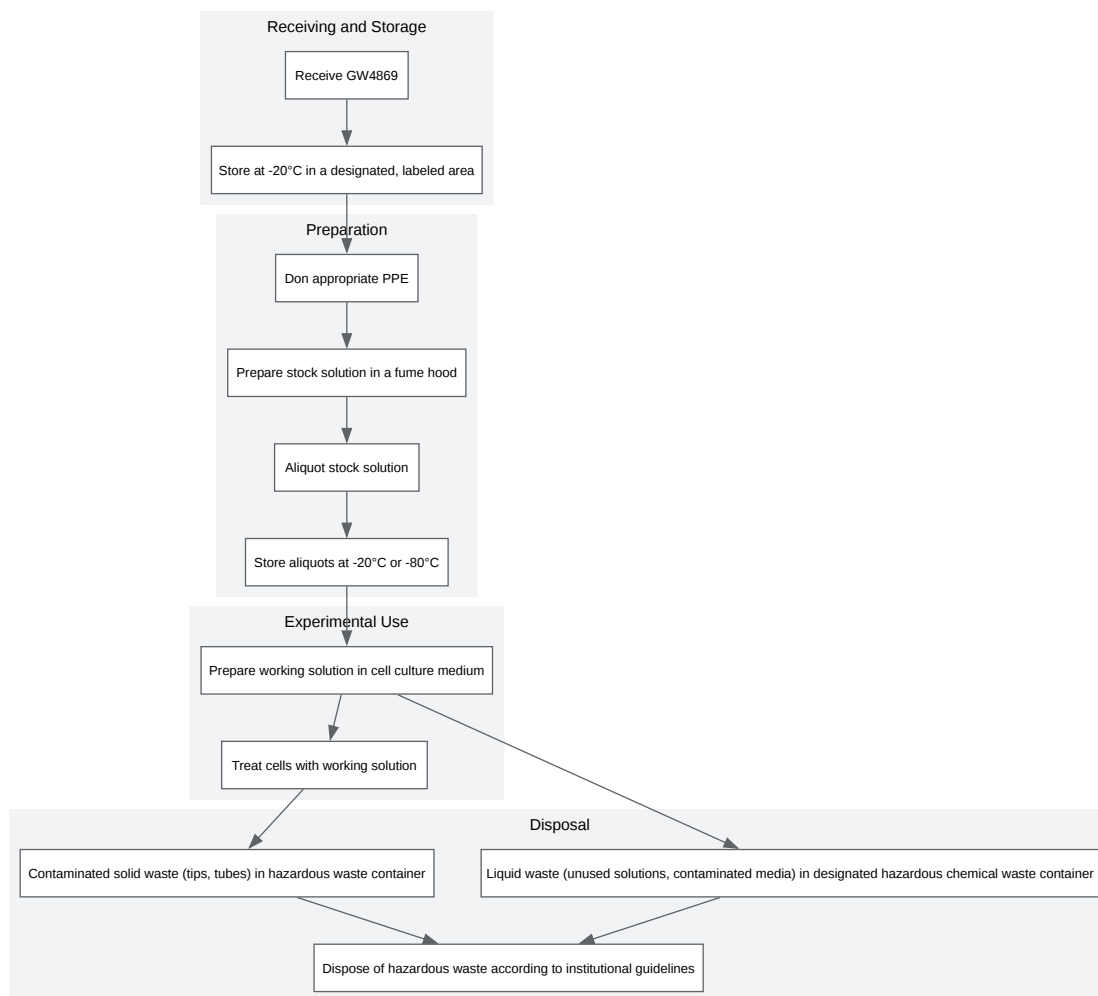 Receiving and Storage
Receive GW4869
Store at -20°C in a designated, labeled area
Preparation
Don appropriate PPE
Prepare stock solution in a fume hood
Aliquot stock solution
Store aliquots at -20°C or -80°C
Experimental Use
Prepare working solution in cell culture medium
Treat cells with working solution
Disposal
Contaminated solid waste (tips, tubes) in hazardous waste container
Liquid waste (unused solutions, contaminated media) in designated hazardous chemical waste container
Dispose of hazardous waste according to institutional guidelines